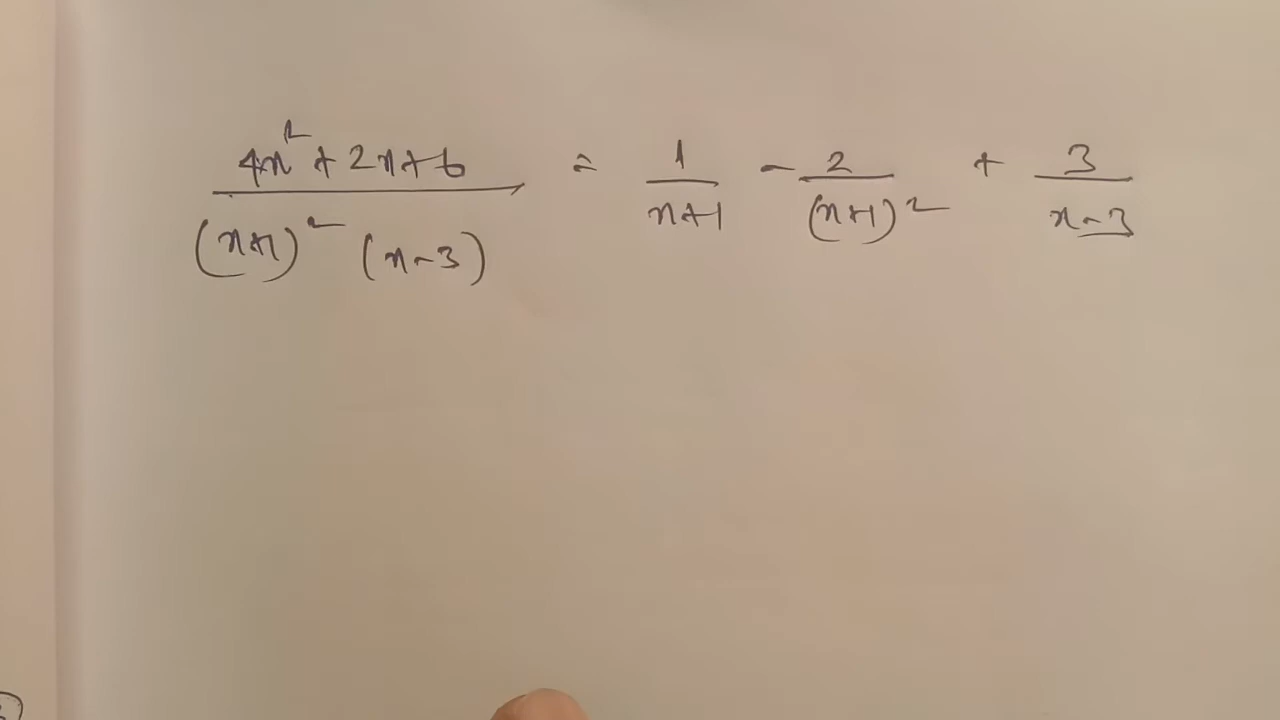 (4x² + 2x + 6) / ((x+1)² (x-3)) = 1/(x+1) - 2/(x+1)² + 3/(x-3)